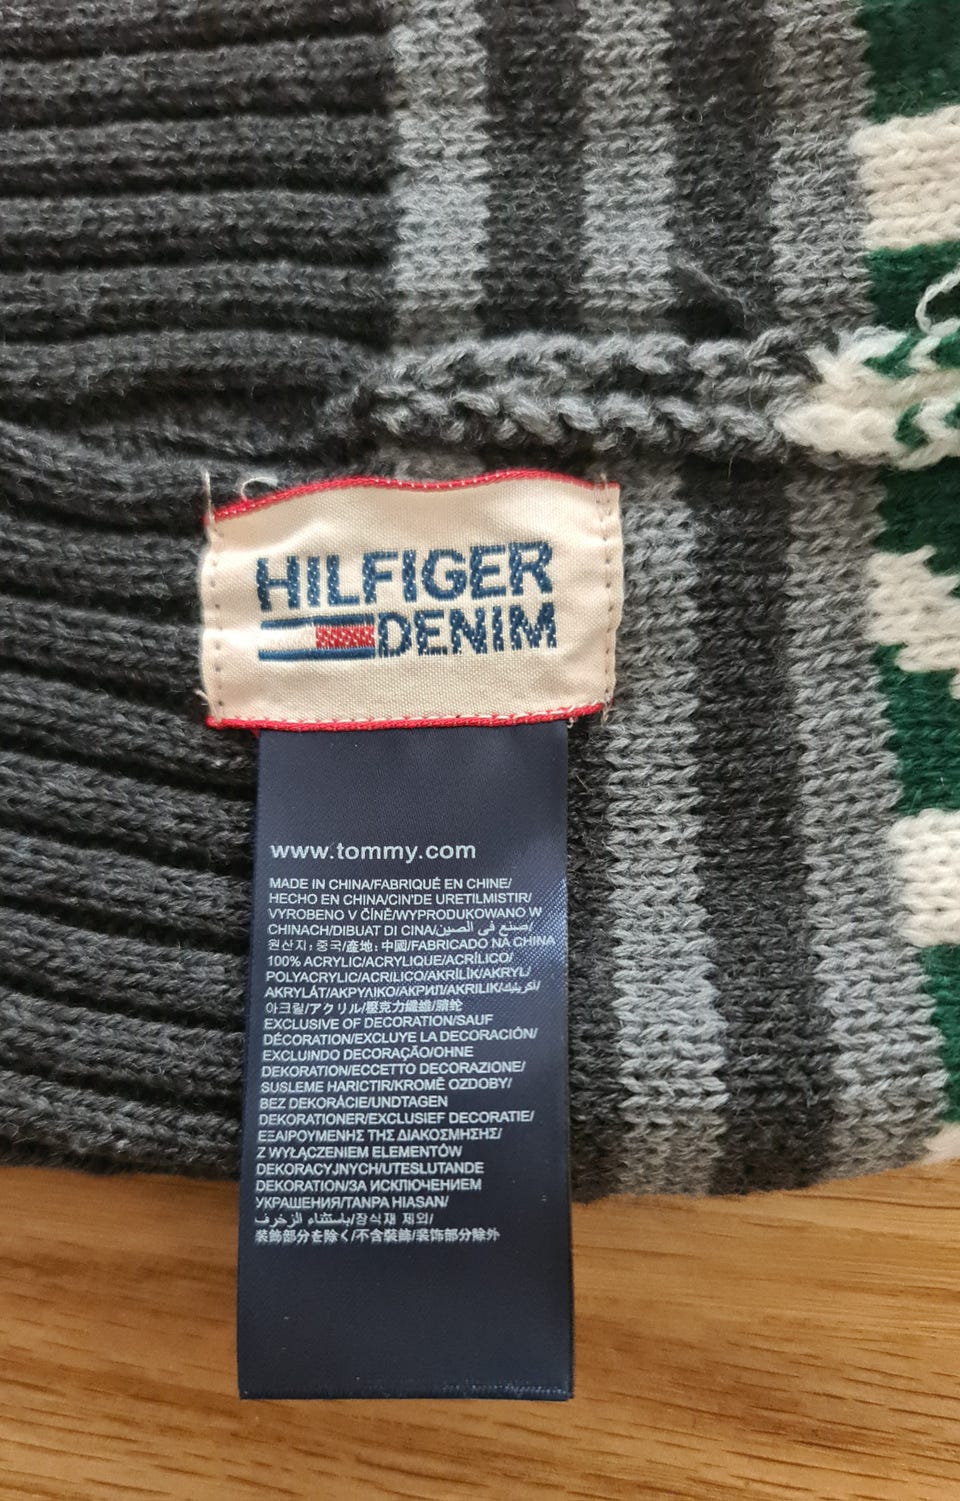 HILFIGER
DENIM
www.tommy.com
MADE IN CHINA/FABRIQUÉ EN CHINE/
HECHO EN CHINA/CIN'DE URETILMISTIR/
VYROBENO V ČÍNĚ/WYPRODUKOWANO W
CHINACH/DIBUAT DI CINA/صنع في الصين/
원산지: 중국/產地: 中國/FABRICADO NA CHINA
100% ACRYLIC/ACRYLIQUE/ACRÍLICO/
POLYACRYLIC/ACRILICO/AKRİLİK/AKRYL/
AKRYLÁT/ΑΚΡΥΛΙΚΟ/АКРИЛ/AKRILIK/اكريليك/
아크릴/アクリル/壓克力纖維/腈纶
EXCLUSIVE OF DECORATION/SAUF
DÉCORATION/EXCLUYE LA DECORACIÓN/
EXCLUINDO DECORAÇÃO/OHNE
DEKORATION/ECCETTO DECORAZIONE/
SUSLEME HARICTIR/KROMĚ OZDOBY/
BEZ DEKORÁCIE/UNDTAGEN
DEKORATIONER/EXCLUSIEF DECORATIE/
ΕΞΑΙΡΟΥΜΕΝΗΣ ΤΗΣ ΔΙΑΚΟΣΜΗΣΗΣ/
Z WYŁĄCZENIEM ELEMENTÓW
DEKORACYJNYCH/UTESLUTANDE
DEKORATION/ЗА ИСКЛЮЧЕНИЕМ
УКРАШЕНИЯ/TANPA HIASAN/
باستثناء الزخرف/장식재 제외/
装飾部分を除く/不含裝飾/装饰部分除外